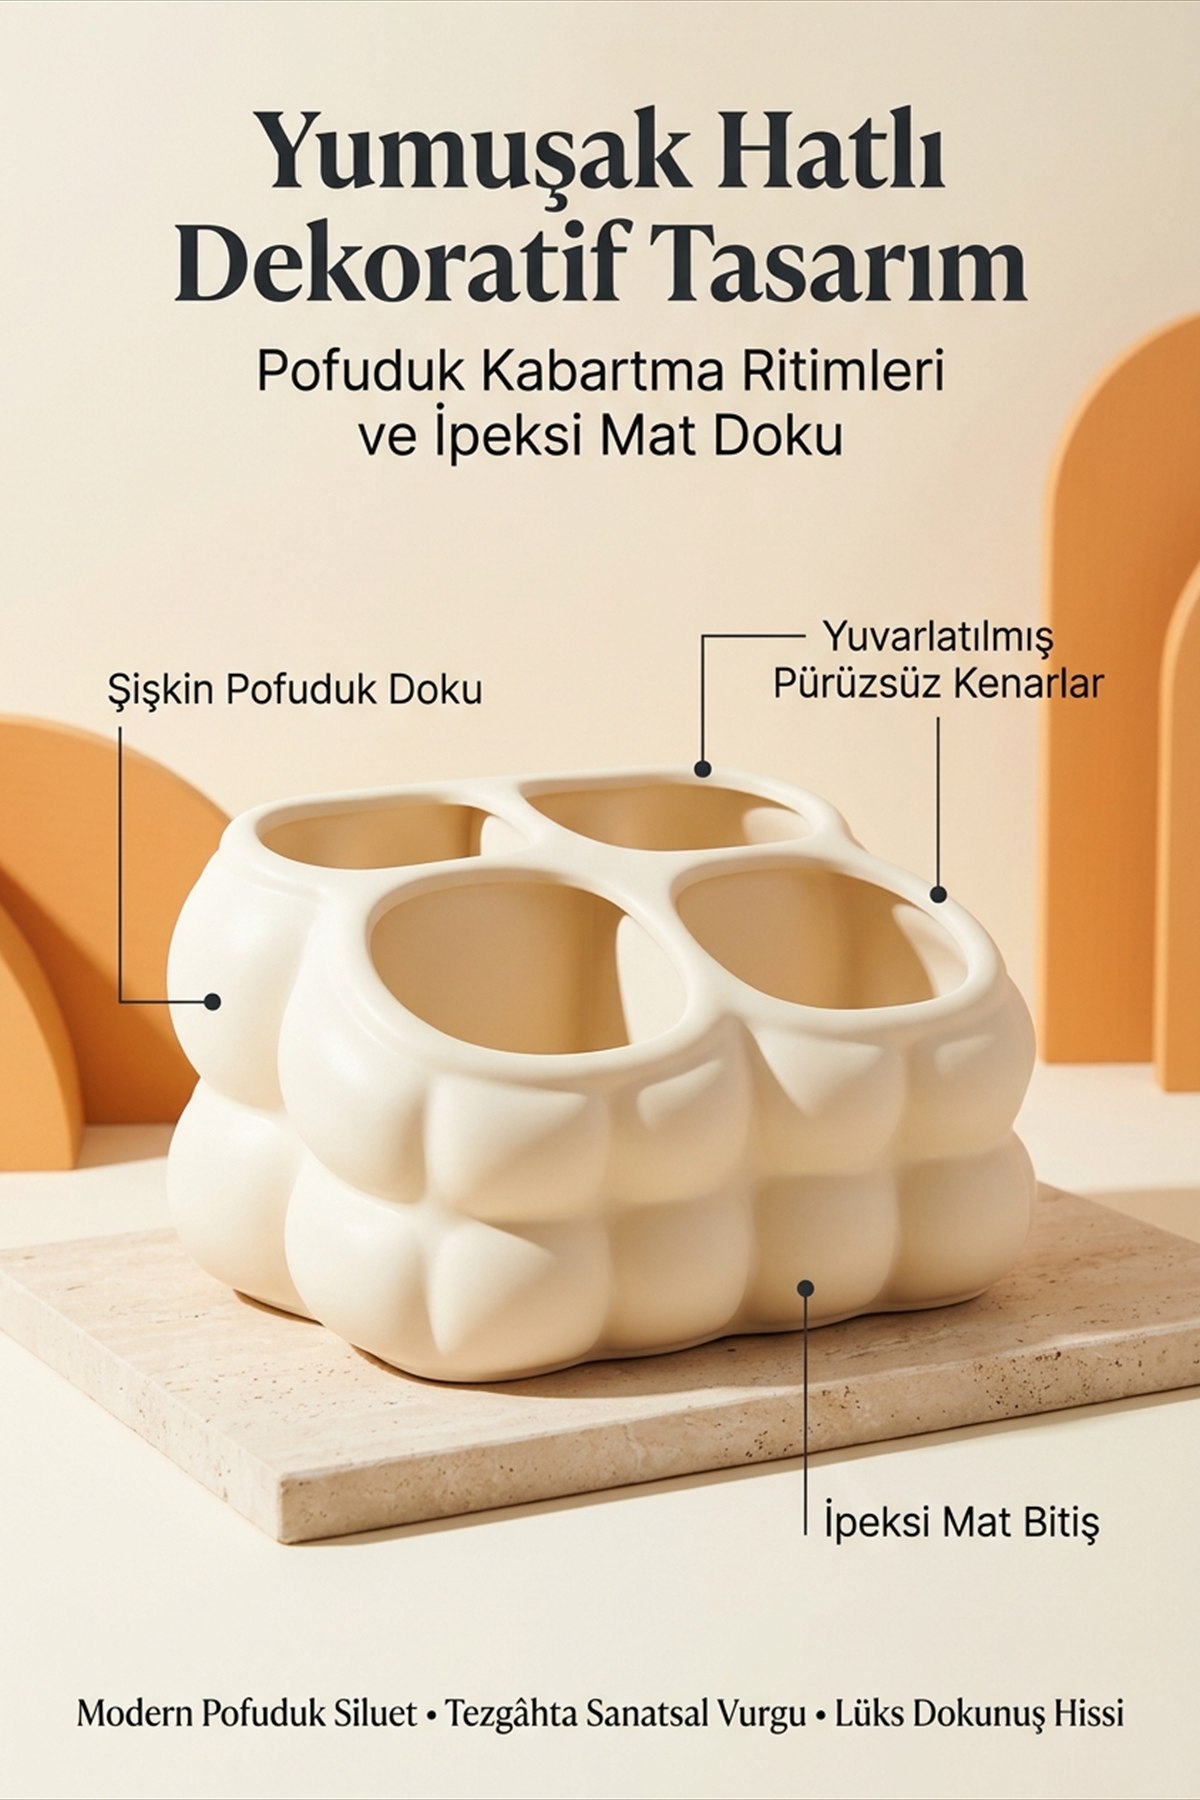 Yumuşak Hatlı
Dekoratif Tasarım
Pofuduk Kabartma Ritimleri
ve İpeksi Mat Doku
Yuvarlatılmış
Pürüzsüz Kenarlar
Şişkin Pofuduk Doku
İpeksi Mat Bitiş
Modern Pofuduk Siluet • Tezgâhta Sanatsal Vurgu • Lüks Dokunuş Hissi